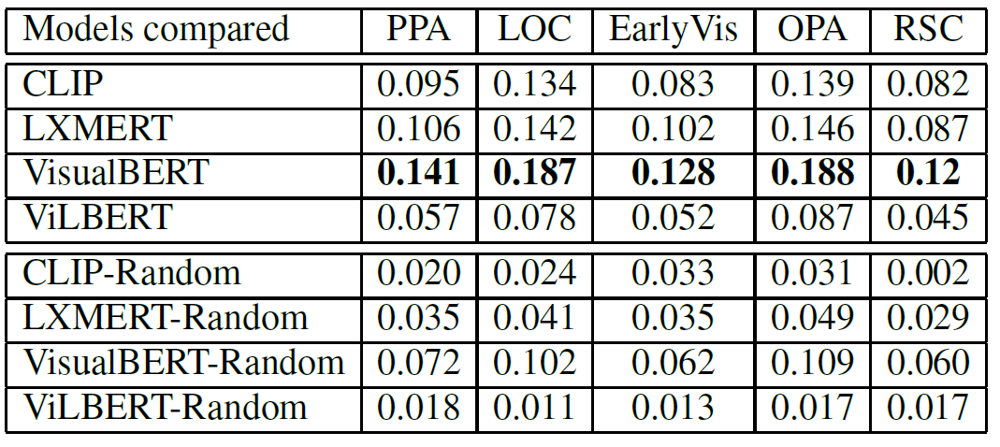 Models compared PPA LOC EarlyVis OPA RSC
CLIP 0.095 0.134 0.083 0.139 0.082
LXMERT 0.106 0.142 0.102 0.146 0.087
VisualBERT 0.141 0.187 0.128 0.188 0.12
ViLBERT 0.057 0.078 0.052 0.087 0.045
CLIP-Random 0.020 0.024 0.033 0.031 0.002
LXMERT-Random 0.035 0.041 0.035 0.049 0.029
VisualBERT-Random 0.072 0.102 0.062 0.109 0.060
ViLBERT-Random 0.018 0.011 0.013 0.017 0.017